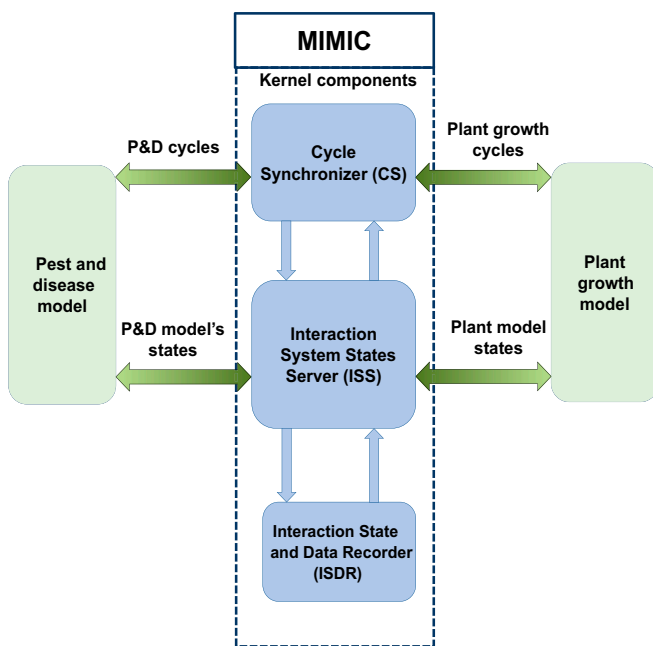 MIMIC
Kernel components
P&D cycles
Cycle
Synchronizer (CS)
Plant growth
cycles
Pest and
disease
model
Plant
growth
model
P&D model's
states
Interaction
System States
Server (ISS)
Plant model
states
Interaction State
and Data Recorder
(ISDR)